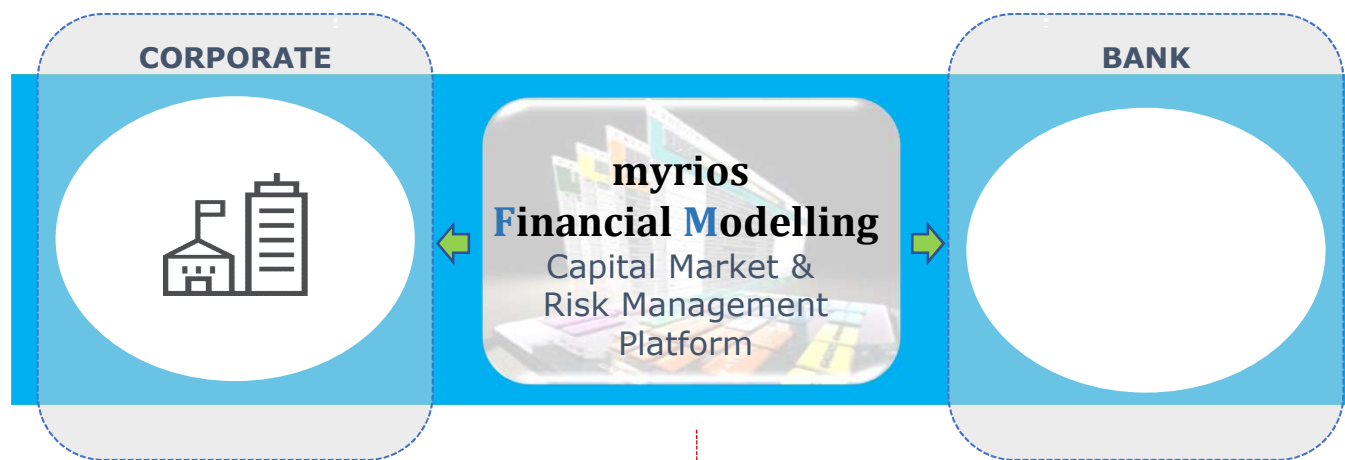 CORPORATE
BANK
myrios
Financial Modelling
Capital Market &
Risk Management
Platform